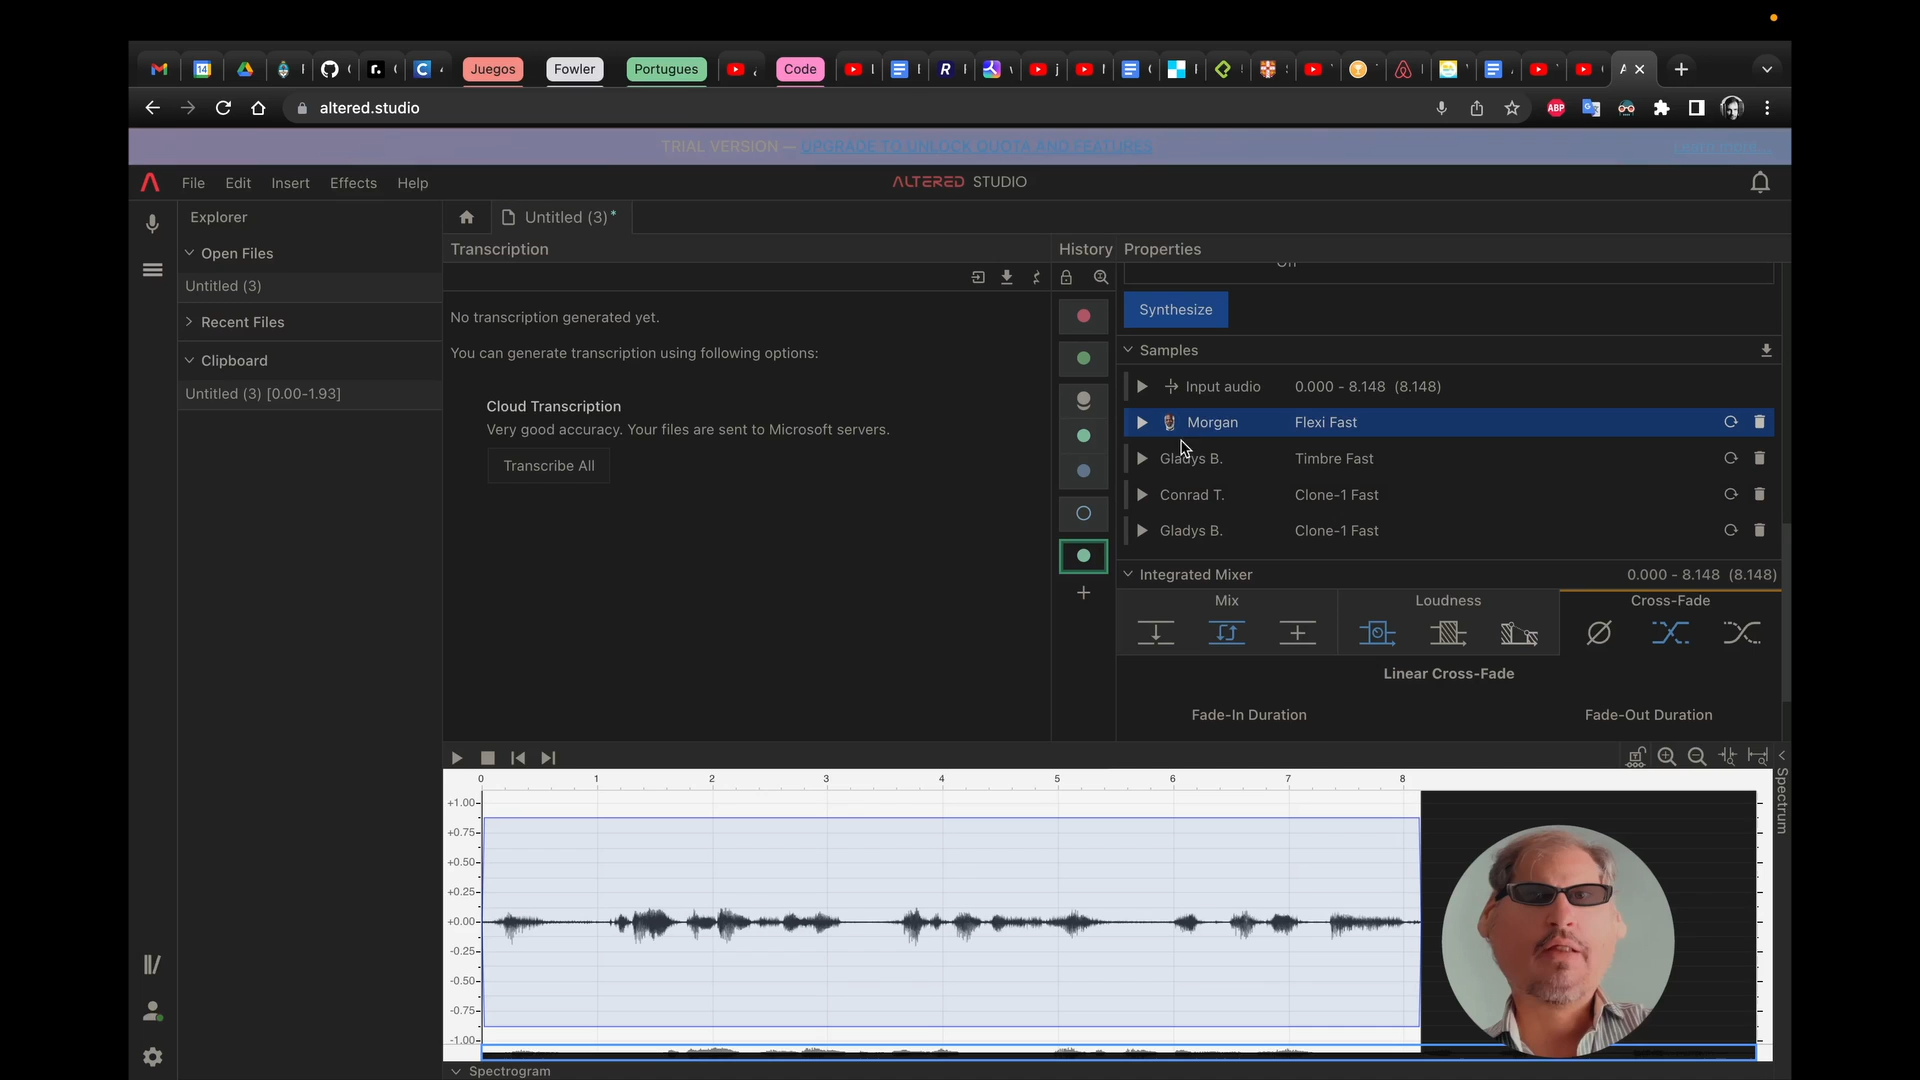 14
Juegos
Fowler
Portugues
Code
altered.studio
ABP
TRIAL VERSION — UPGRADE TO UNLOCK QUOTA AND FEATURES
Learn more...
File Edit Insert Effects Help
ALTERED STUDIO
Explorer
Untitled (3)*
Open Files
Untitled (3)
Recent Files
Clipboard
Untitled (3) [0.00-1.93]
Transcription
No transcription generated yet.
You can generate transcription using following options:
Cloud Transcription
Very good accuracy. Your files are sent to Microsoft servers.
Transcribe All
History
Properties
Synthesize
Samples
Input audio 0.000 - 8.148 (8.148)
Morgan Flexi Fast
Gladys B. Timbre Fast
Conrad T. Clone-1 Fast
Gladys B. Clone-1 Fast
Integrated Mixer 0.000 - 8.148 (8.148)
Mix Loudness Cross-Fade
Linear Cross-Fade
Fade-In Duration Fade-Out Duration
0 1 2 3 4 5 6 7 8
+1.00
+0.75
+0.50
+0.25
+0.00
-0.25
-0.50
-0.75
-1.00
Spectrum
Spectrogram